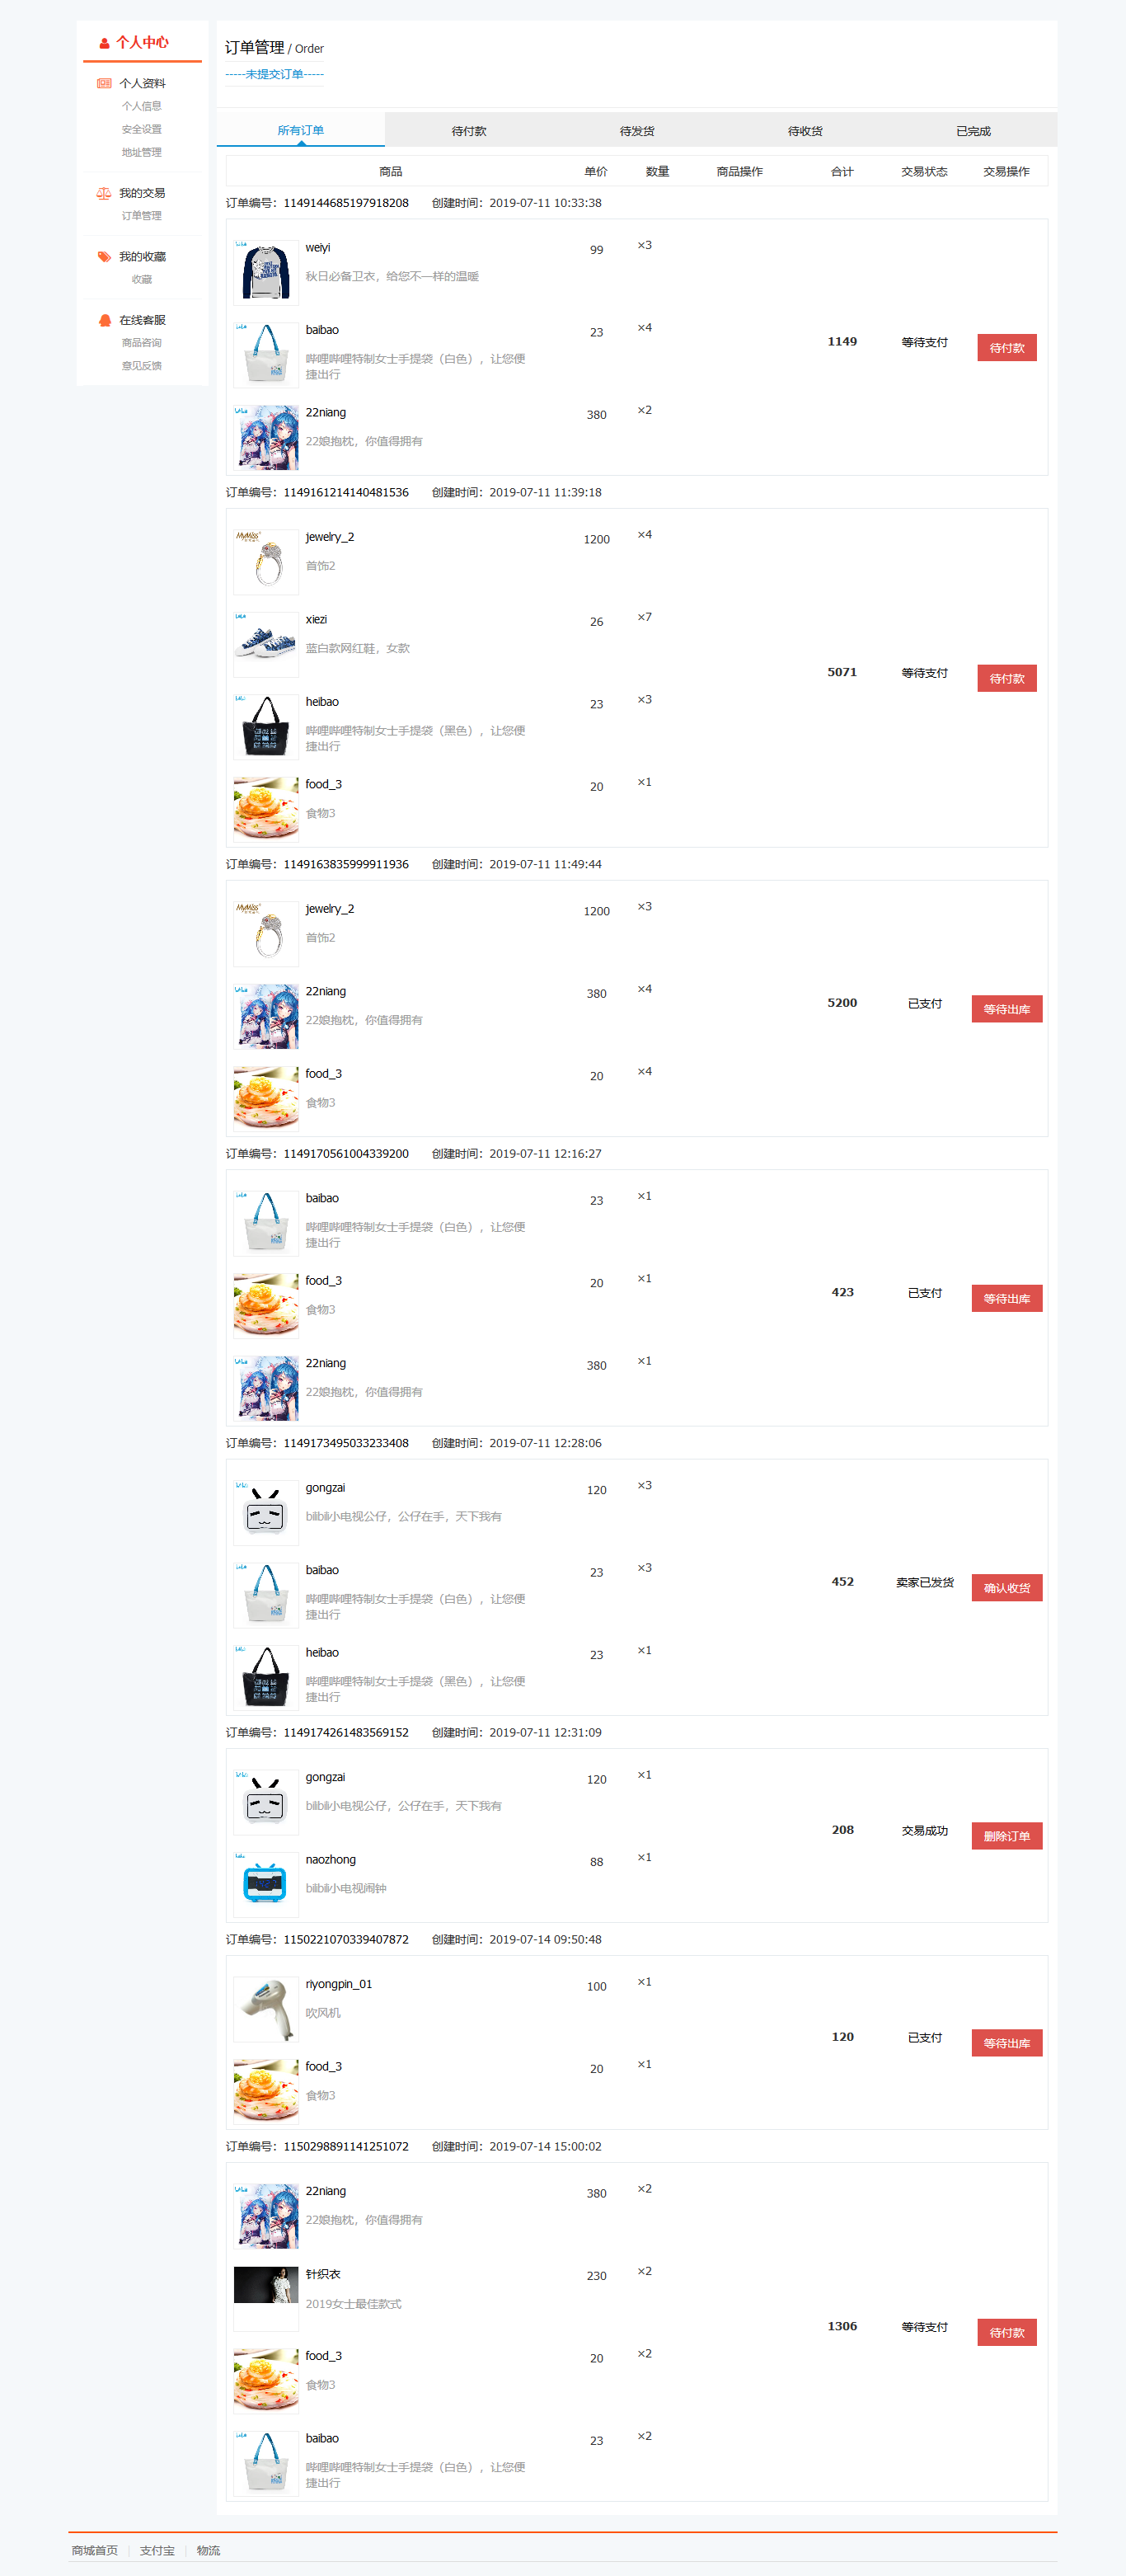 个人中心
个人资料
个人信息
安全设置
地址管理
我的交易
订单管理
我的收藏
收藏
在线客服
商品咨询
意见反馈
订单管理 / Order
-----未提交订单-----
所有订单 待付款 待发货 待收货 已完成
商品 单价 数量 商品操作 合计 交易状态 交易操作
订单编号：1149144685197918208 创建时间：2019-07-11 10:33:38
weiyi 99 ×3
秋日必备卫衣，给您不一样的温暖
baibao 23 ×4
哔哩哔哩特制女士手提袋（白色），让您便
捷出行
1149 等待支付 待付款
22niang 380 ×2
22娘抱枕，你值得拥有
订单编号：1149161214140481536 创建时间：2019-07-11 11:39:18
MyMiss
jewelry_2 1200 ×4
首饰2
xiezi 26 ×7
蓝白款网红鞋，女款
5071 等待支付 待付款
heibao 23 ×3
哔哩哔哩特制女士手提袋（黑色），让您便
捷出行
food_3 20 ×1
食物3
订单编号：1149163835999911936 创建时间：2019-07-11 11:49:44
MyMiss
jewelry_2 1200 ×3
首饰2
22niang 380 ×4
22娘抱枕，你值得拥有
5200 已支付 等待出库
food_3 20 ×4
食物3
订单编号：1149170561004339200 创建时间：2019-07-11 12:16:27
baibao 23 ×1
哔哩哔哩特制女士手提袋（白色），让您便
捷出行
food_3 20 ×1
食物3
423 已支付 等待出库
22niang 380 ×1
22娘抱枕，你值得拥有
订单编号：1149173495033233408 创建时间：2019-07-11 12:28:06
gongzai 120 ×3
bilibili小电视公仔，公仔在手，天下我有
baibao 23 ×3
哔哩哔哩特制女士手提袋（白色），让您便
捷出行
452 卖家已发货 确认收货
heibao 23 ×1
哔哩哔哩特制女士手提袋（黑色），让您便
捷出行
订单编号：1149174261483569152 创建时间：2019-07-11 12:31:09
gongzai 120 ×1
bilibili小电视公仔，公仔在手，天下我有
208 交易成功 删除订单
naozhong 88 ×1
bilibili小电视闹钟
订单编号：1150221070339407872 创建时间：2019-07-14 09:50:48
riyongpin_01 100 ×1
吹风机
120 已支付 等待出库
food_3 20 ×1
食物3
订单编号：1150298891141251072 创建时间：2019-07-14 15:00:02
22niang 380 ×2
22娘抱枕，你值得拥有
针织衣 230 ×2
2019女士最佳款式
1306 等待支付 待付款
food_3 20 ×2
食物3
baibao 23 ×2
哔哩哔哩特制女士手提袋（白色），让您便
捷出行
商城首页 | 支付宝 | 物流